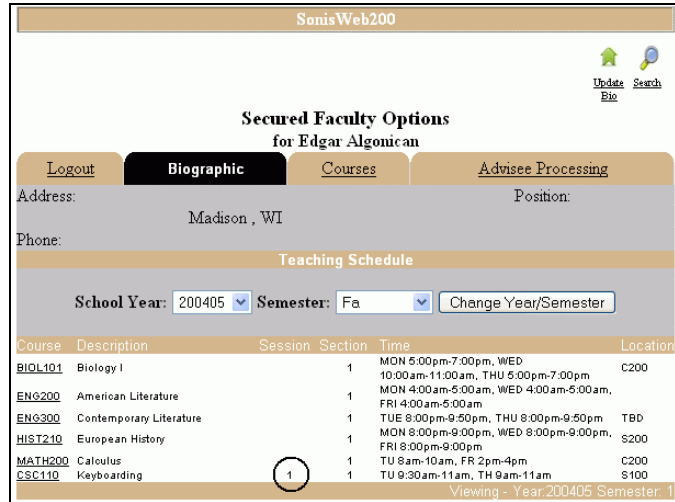 SonisWeb200
Update Bio
Search
Secured Faculty Options
for Edgar Algonican
Logout Biographic Courses Advisee Processing
Address: Position:
Madison , WI
Phone:
Teaching Schedule
School Year: 200405 Semester: Fa Change Year/Semester
Course Description Session Section Time Location
BIOL101 Biology I 1 MON 5:00pm-7:00pm, WED 10:00am-11:00am, THU 5:00pm-7:00pm C200
ENG200 American Literature 1 MON 4:00am-5:00am, WED 4:00am-5:00am, FRI 4:00am-5:00am
ENG300 Contemporary Literature 1 TUE 8:00pm-9:50pm, THU 8:00pm-9:50pm TBD
HIST210 European History 1 MON 8:00pm-9:00pm, WED 8:00pm-9:00pm, FRI 8:00pm-9:00pm S200
MATH200 Calculus 1 TU 8am-10am, FR 2pm-4pm C200
CSC110 Keyboarding 1 1 TU 9:30am-11am, TH 9am-11am S100
Viewing - Year:200405 Semester: 1